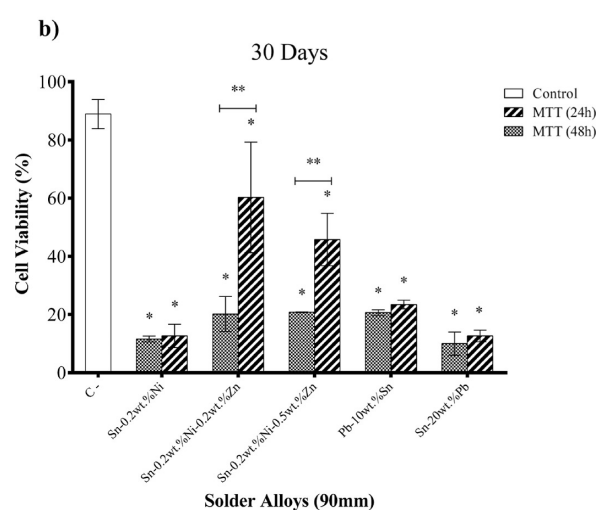 b)
30 Days
Control
MTT (24h)
MTT (48h)
Cell Viability (%)
100
80
60
40
20
0
**
*
*
**
*
*
*
*
*
*
*
*
C -
Sn-0.2wt.%Ni
Sn-0.2wt.%Ni-0.2wt.%Zn
Sn-0.2wt.%Ni-0.5wt.%Zn
Pb-10wt.%Sn
Sn-20wt.%Pb
Solder Alloys (90mm)